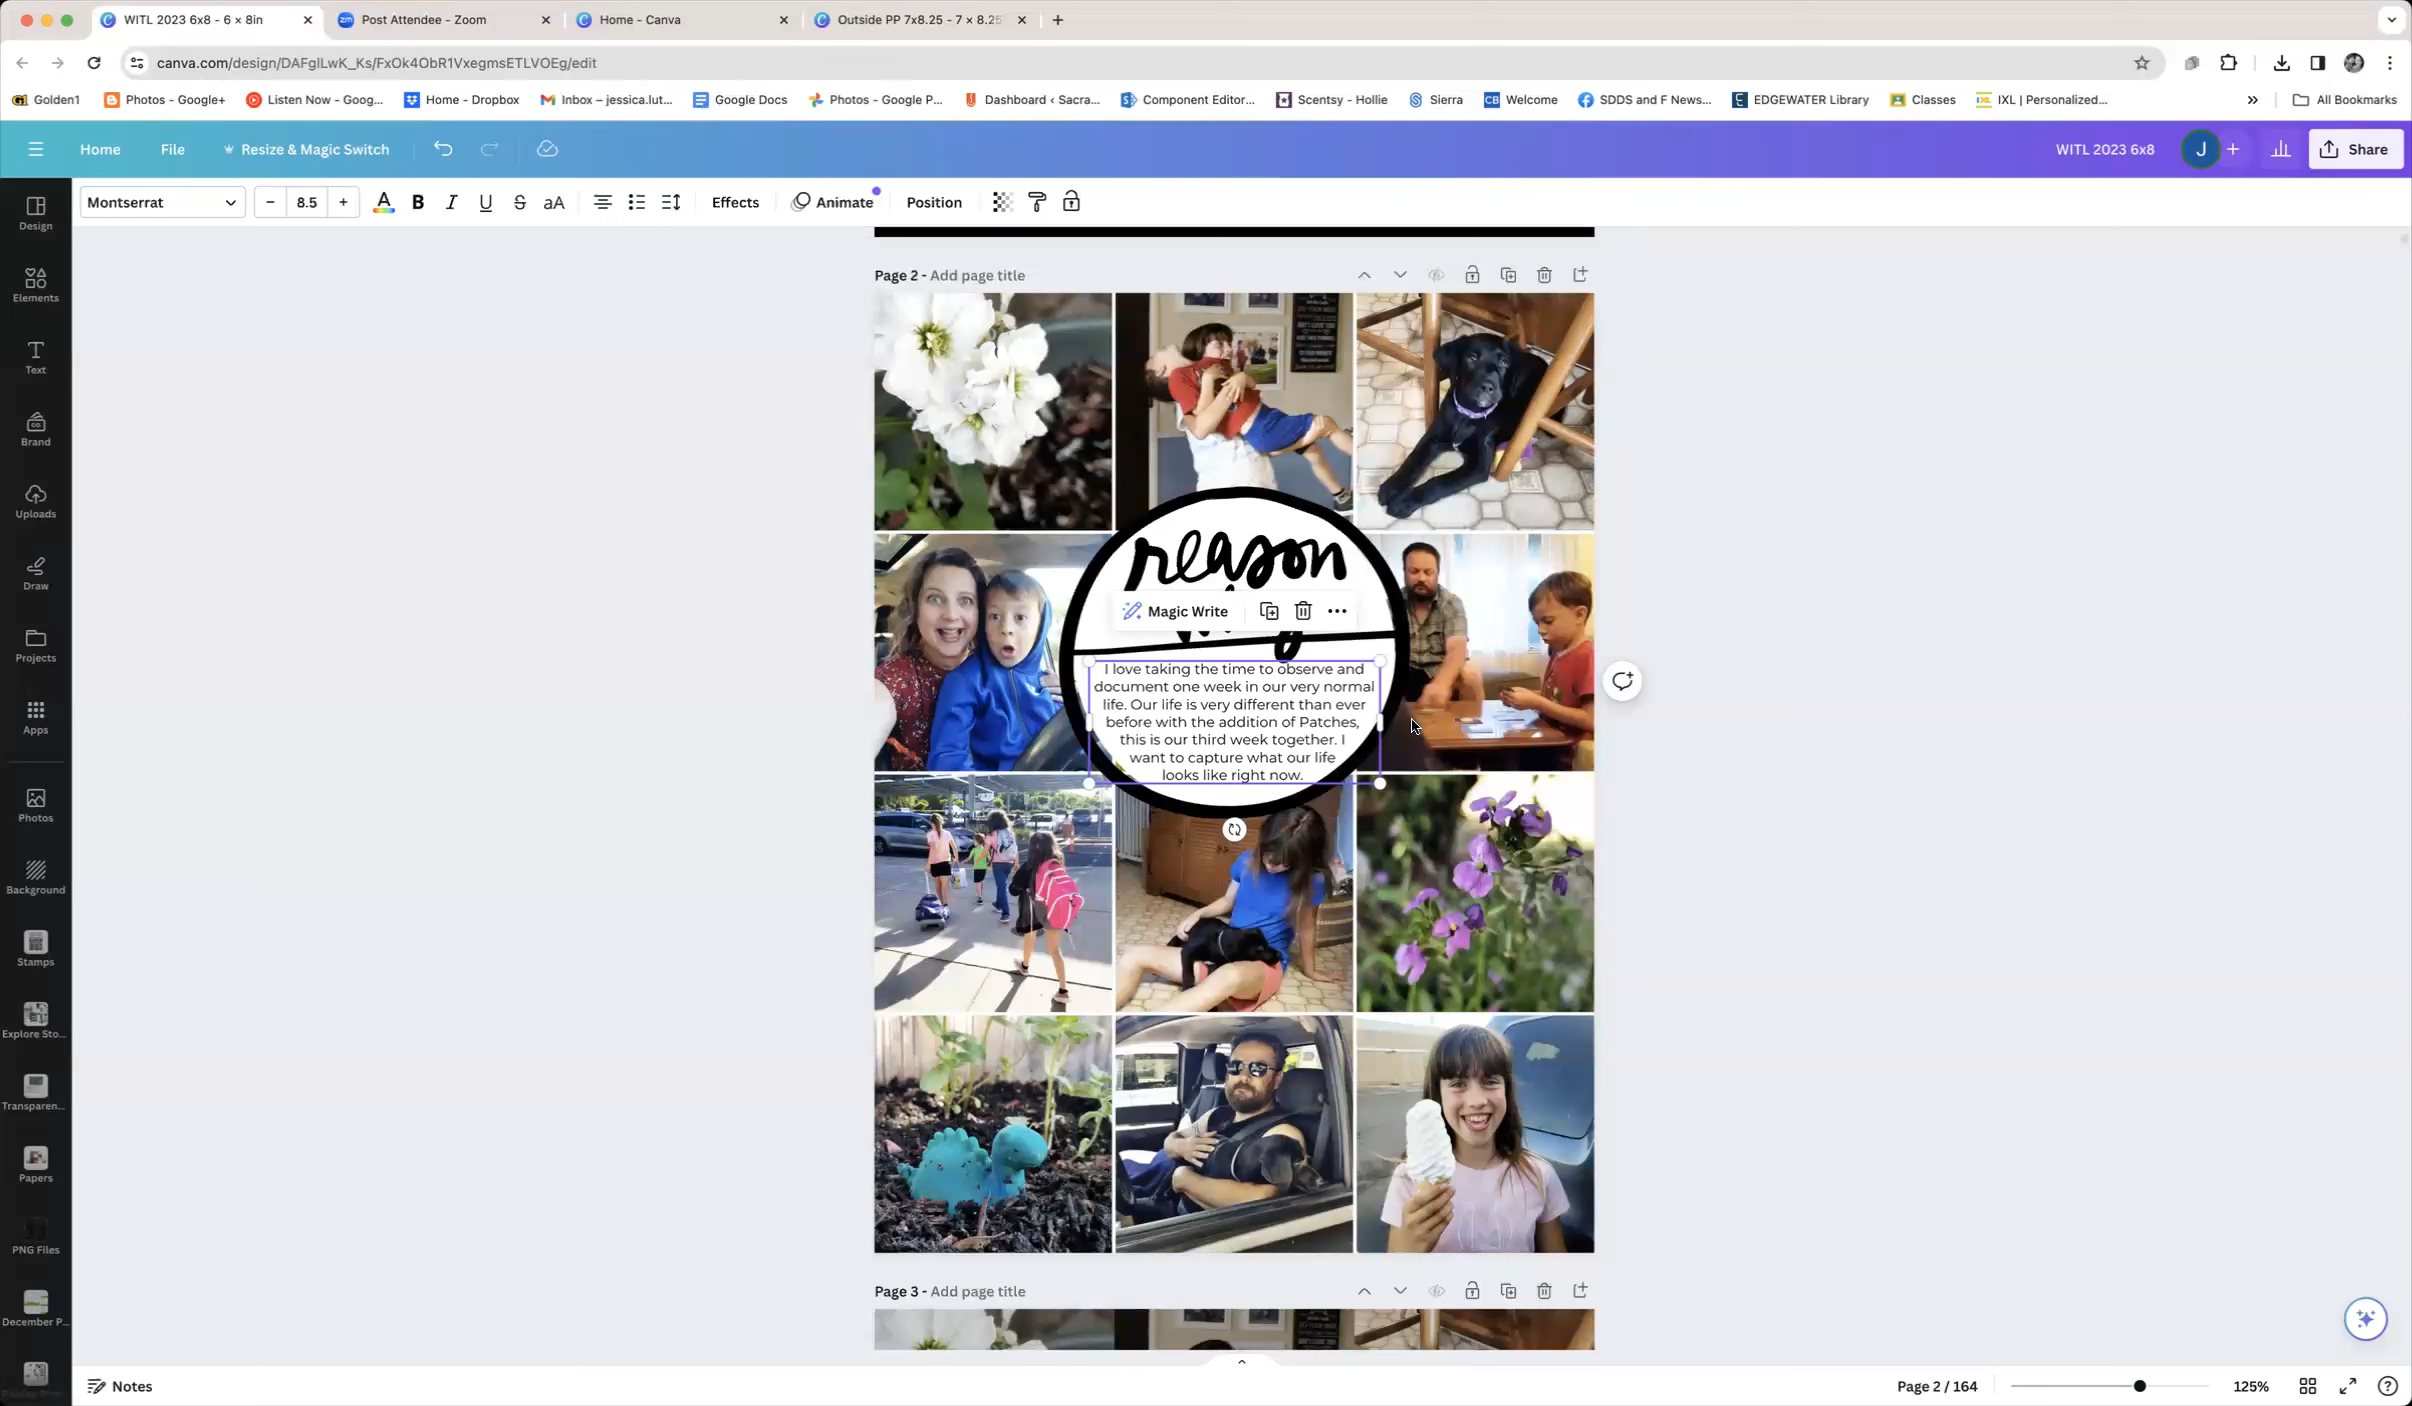 WITL 2023 6x8 - 6 × 8in
Post Attendee - Zoom
Home - Canva
Outside PP 7x8.25 - 7 × 8.25
canva.com/design/DAFglLwK_Ks/FxOk4ObR1VxegmsETLVOEg/edit
Golden1
Photos - Google+
Listen Now - Goog...
Home - Dropbox
Inbox – jessica.lut...
Google Docs
Photos - Google P...
Dashboard ‹ Sacra...
Component Editor...
Scentsy - Hollie
Sierra
Welcome
SDDS and F News...
EDGEWATER Library
Classes
IXL | Personalized...
All Bookmarks
Home
File
Resize & Magic Switch
WITL 2023 6x8
J
Share
Montserrat
8.5
A
B
I
U
S
aA
Effects
Animate
Position
Design
Elements
Text
Brand
Uploads
Draw
Projects
Apps
Photos
Background
Stamps
Explore Sto...
Transparen...
Papers
PNG Files
December P...
Page 2 - Add page title
reason
Magic Write
I love taking the time to observe and
document one week in our very normal
life. Our life is very different than ever
before with the addition of Patches,
this is our third week together. I
want to capture what our life
looks like right now.
Page 3 - Add page title
Notes
Page 2 / 164
125%